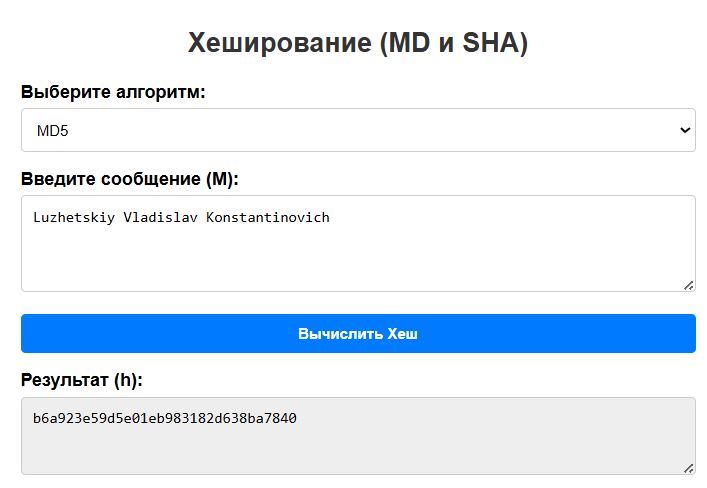 Хеширование (MD и SHA)
Выберите алгоритм:
MD5
Введите сообщение (M):
Luzhetskiy Vladislav Konstantinovich
Вычислить Хеш
Результат (h):
b6a923e59d5e01eb983182d638ba7840